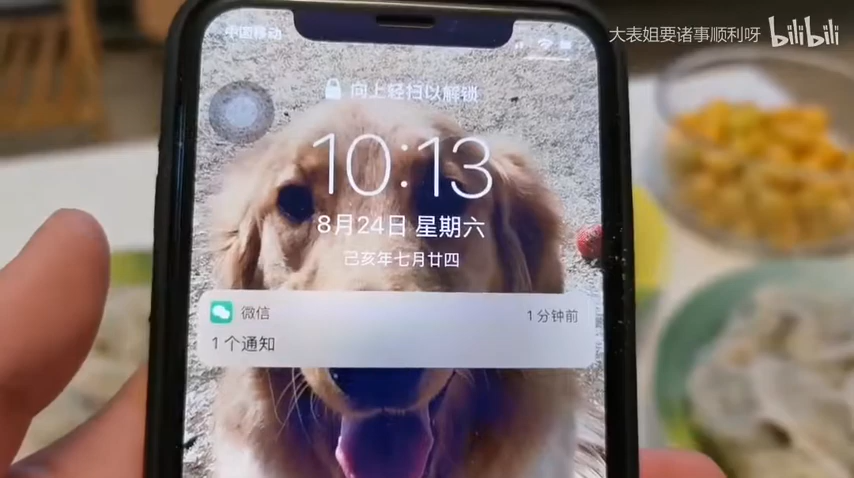 大表姐要诸事顺利呀 bilibili
中国移动
向上轻扫以解锁
10:13
8月24日 星期六
己亥年七月廿四
微信 1分钟前
1个通知